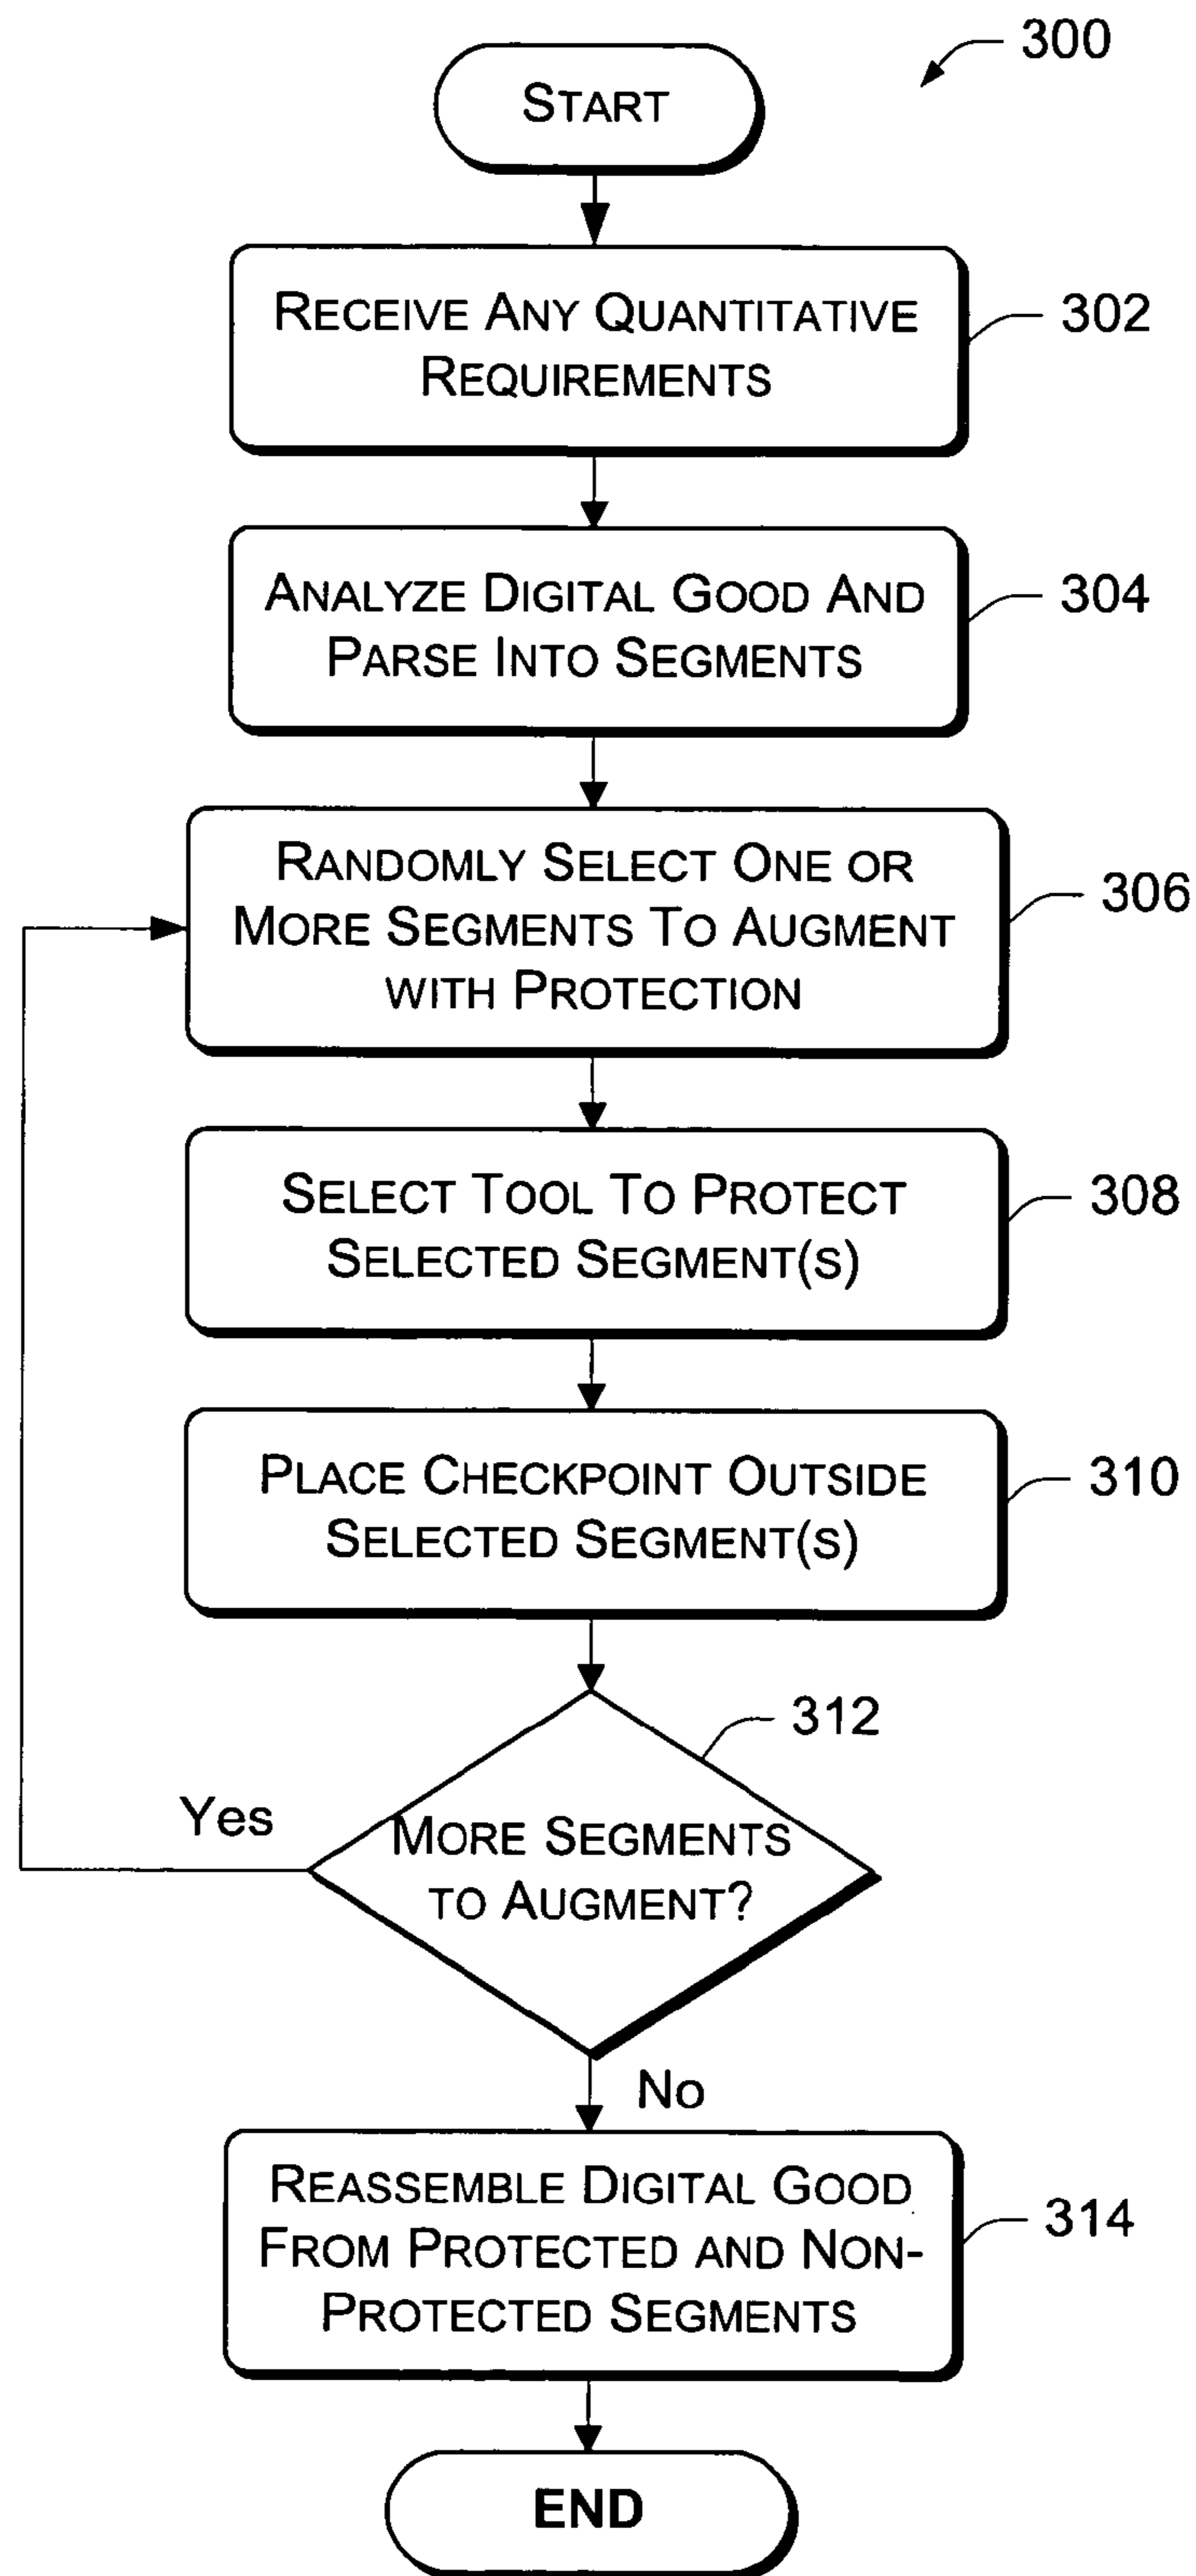 300
START
RECEIVE ANY QUANTITATIVE
REQUIREMENTS
302
ANALYZE DIGITAL GOOD AND
PARSE INTO SEGMENTS
304
RANDOMLY SELECT ONE OR
MORE SEGMENTS TO AUGMENT
WITH PROTECTION
306
SELECT TOOL TO PROTECT
SELECTED SEGMENT(S)
308
PLACE CHECKPOINT OUTSIDE
SELECTED SEGMENT(S)
310
312
Yes
MORE SEGMENTS
TO AUGMENT?
No
REASSEMBLE DIGITAL GOOD
FROM PROTECTED AND NON-
PROTECTED SEGMENTS
314
END